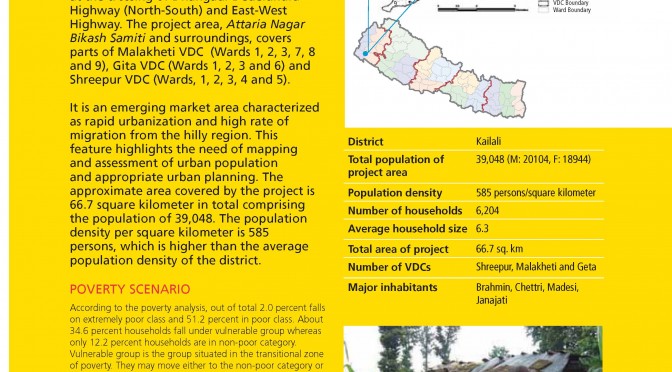 Highway (North-South) and East-West
Highway. The project area, Attaria Nagar
Bikash Samiti and surroundings, covers
parts of Malakheti VDC (Wards 1, 2, 3, 7, 8
and 9), Gita VDC (Wards 1, 2, 3 and 6) and
Shreepur VDC (Wards, 1, 2, 3, 4 and 5).
It is an emerging market area characterized
as rapid urbanization and high rate of
migration from the hilly region. This
feature highlights the need of mapping
and assessment of urban population
and appropriate urban planning. The
approximate area covered by the project is
66.7 square kilometer in total comprising
the population of 39,048. The population
density per square kilometer is 585
persons, which is higher than the average
population density of the district.
POVERTY SCENARIO
According to the poverty analysis, out of total 2.0 percent falls
on extremely poor class and 51.2 percent in poor class. About
34.6 percent households fall under vulnerable group whereas
only 12.2 percent households are in non-poor category.
Vulnerable group is the group situated in the transitional zone
of poverty. They may move either to the non-poor category or
VDC Boundary
Ward Boundary
District Kailali
Total population of project area 39,048 (M: 20104, F: 18944)
Population density 585 persons/square kilometer
Number of households 6,204
Average household size 6.3
Total area of project 66.7 sq. km
Number of VDCs Shreepur, Malakheti and Geta
Major inhabitants Brahmin, Chettri, Madesi,
Janajati